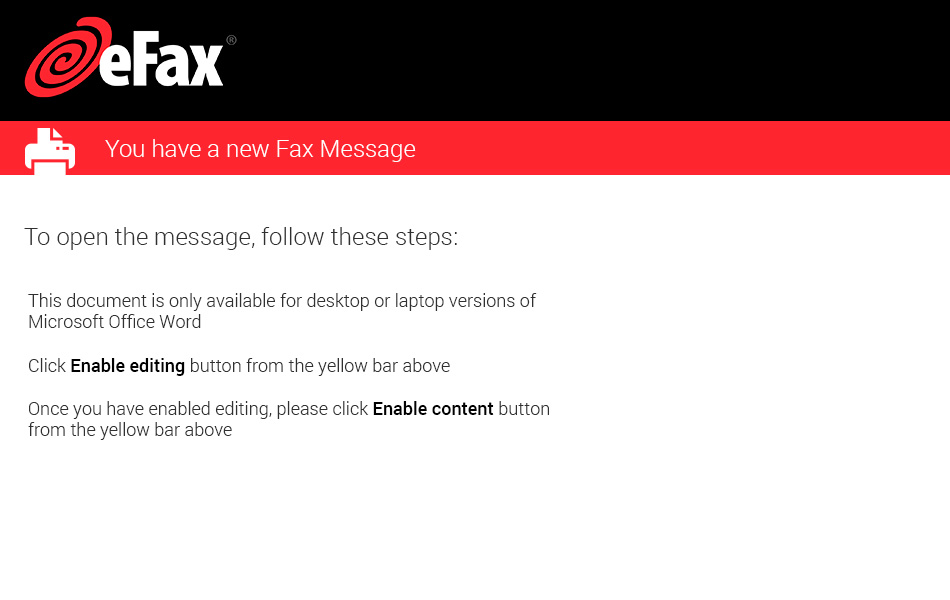 eFax®
You have a new Fax Message
To open the message, follow these steps:
This document is only available for desktop or laptop versions of
Microsoft Office Word
Click Enable editing button from the yellow bar above
Once you have enabled editing, please click Enable content button
from the yellow bar above